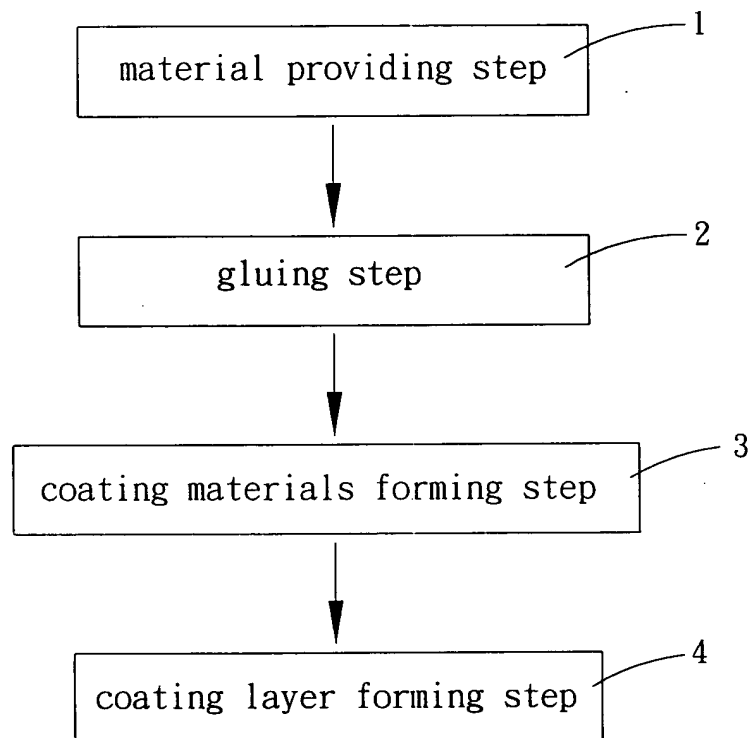 1
material providing step
2
gluing step
3
coating materials forming step
4
coating layer forming step